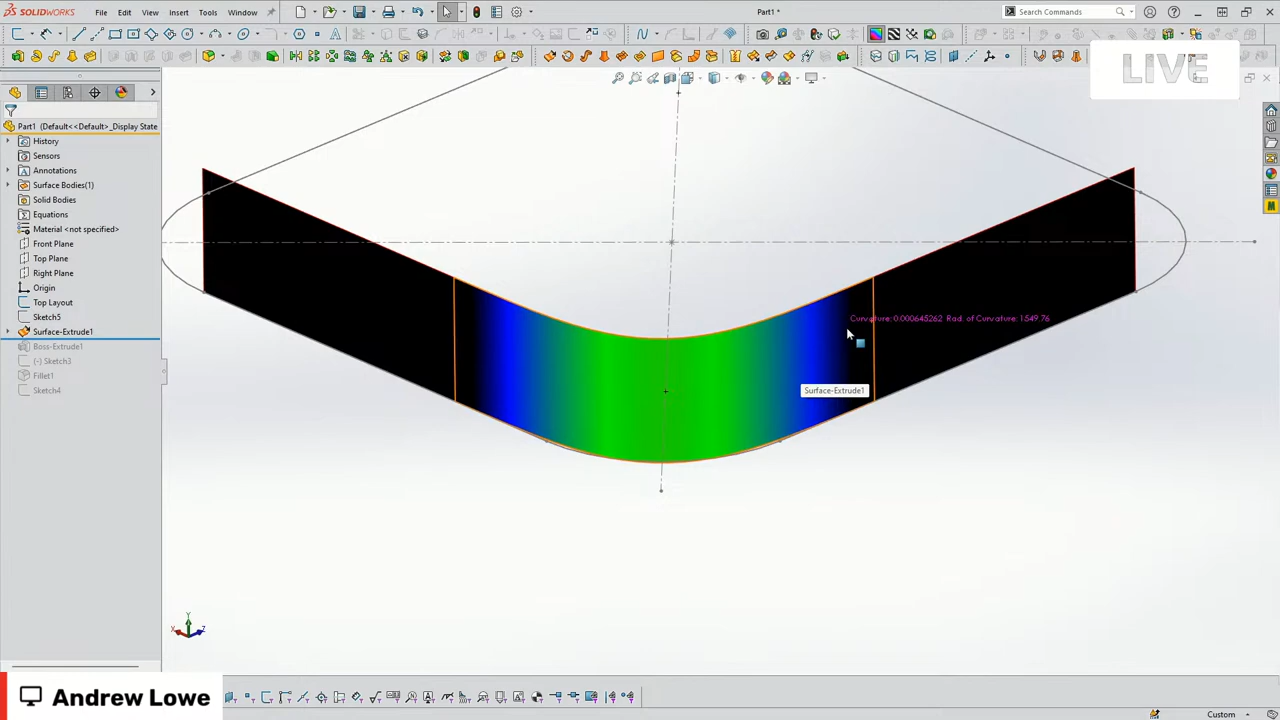 SOLIDWORKS File Edit View Insert Tools Window Part1 * Search Commands
LIVE
Part1 (Default<<Default>_Display State
History
Sensors
Annotations
Surface Bodies(1)
Solid Bodies
Equations
Material <not specified>
Front Plane
Top Plane
Right Plane
Origin
Top Layout
Sketch5
Surface-Extrude1
Boss-Extrude1
(-) Sketch3
Fillet1
Sketch4
Curvature: 0.000645262 Rad. of Curvature: 1549.76
Surface-Extrude1
Y
X
Z
Andrew Lowe
Custom